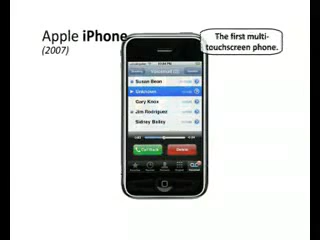 Apple iPhone
(2007)
The first multi-
touchscreen phone.
Voicemail
Susan Bean
Unknown
Gary Knox
Jim Rodriguez
Sidney Bailey
Call Back
Delete